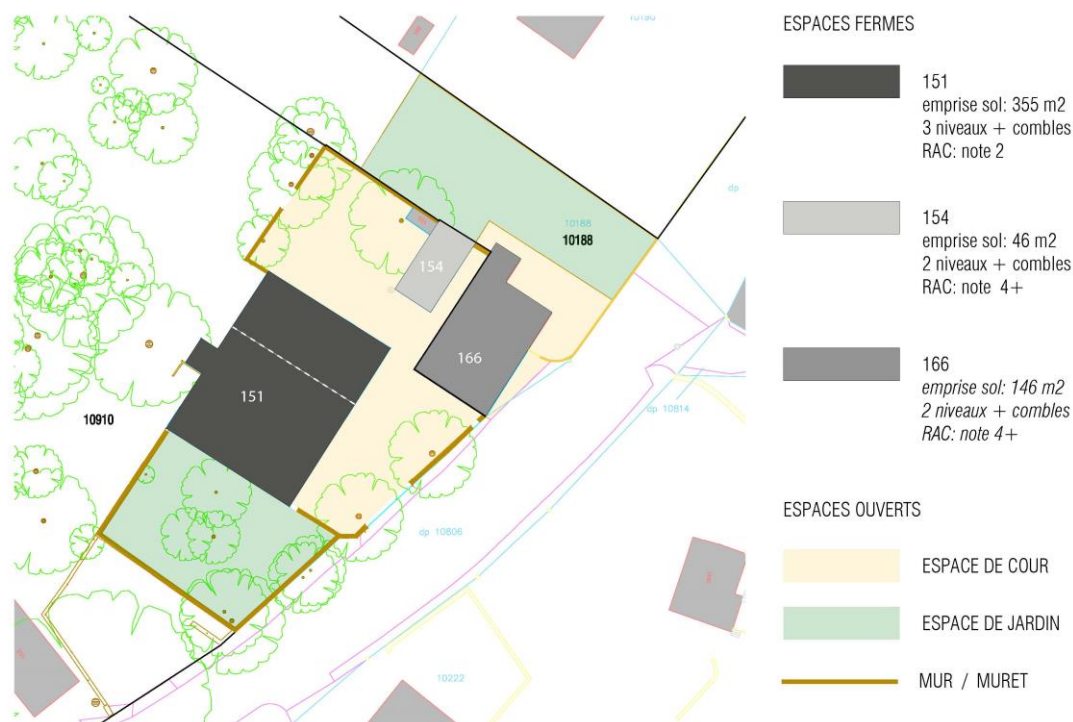 10190
10188
10188
dp
154
166
151
10910
dp 10814
dp 10806
10222
ESPACES FERMES
151
emprise sol: 355 m2
3 niveaux + combles
RAC: note 2
154
emprise sol: 46 m2
2 niveaux + combles
RAC: note 4+
166
emprise sol: 146 m2
2 niveaux + combles
RAC: note 4+
ESPACES OUVERTS
ESPACE DE COUR
ESPACE DE JARDIN
MUR / MURET